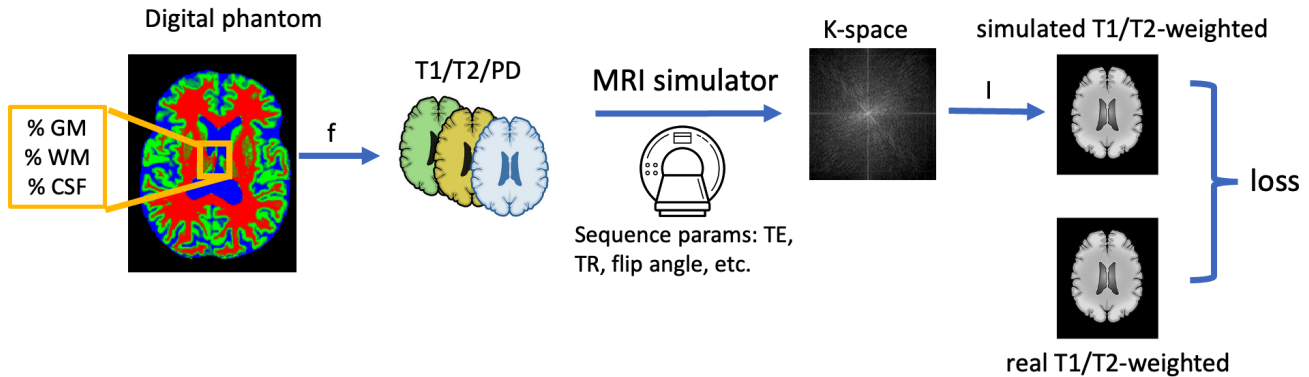 Digital phantom
% GM
% WM
% CSF
f
T1/T2/PD
MRI simulator
Sequence params: TE,
TR, flip angle, etc.
K-space
I
simulated T1/T2-weighted
real T1/T2-weighted
loss